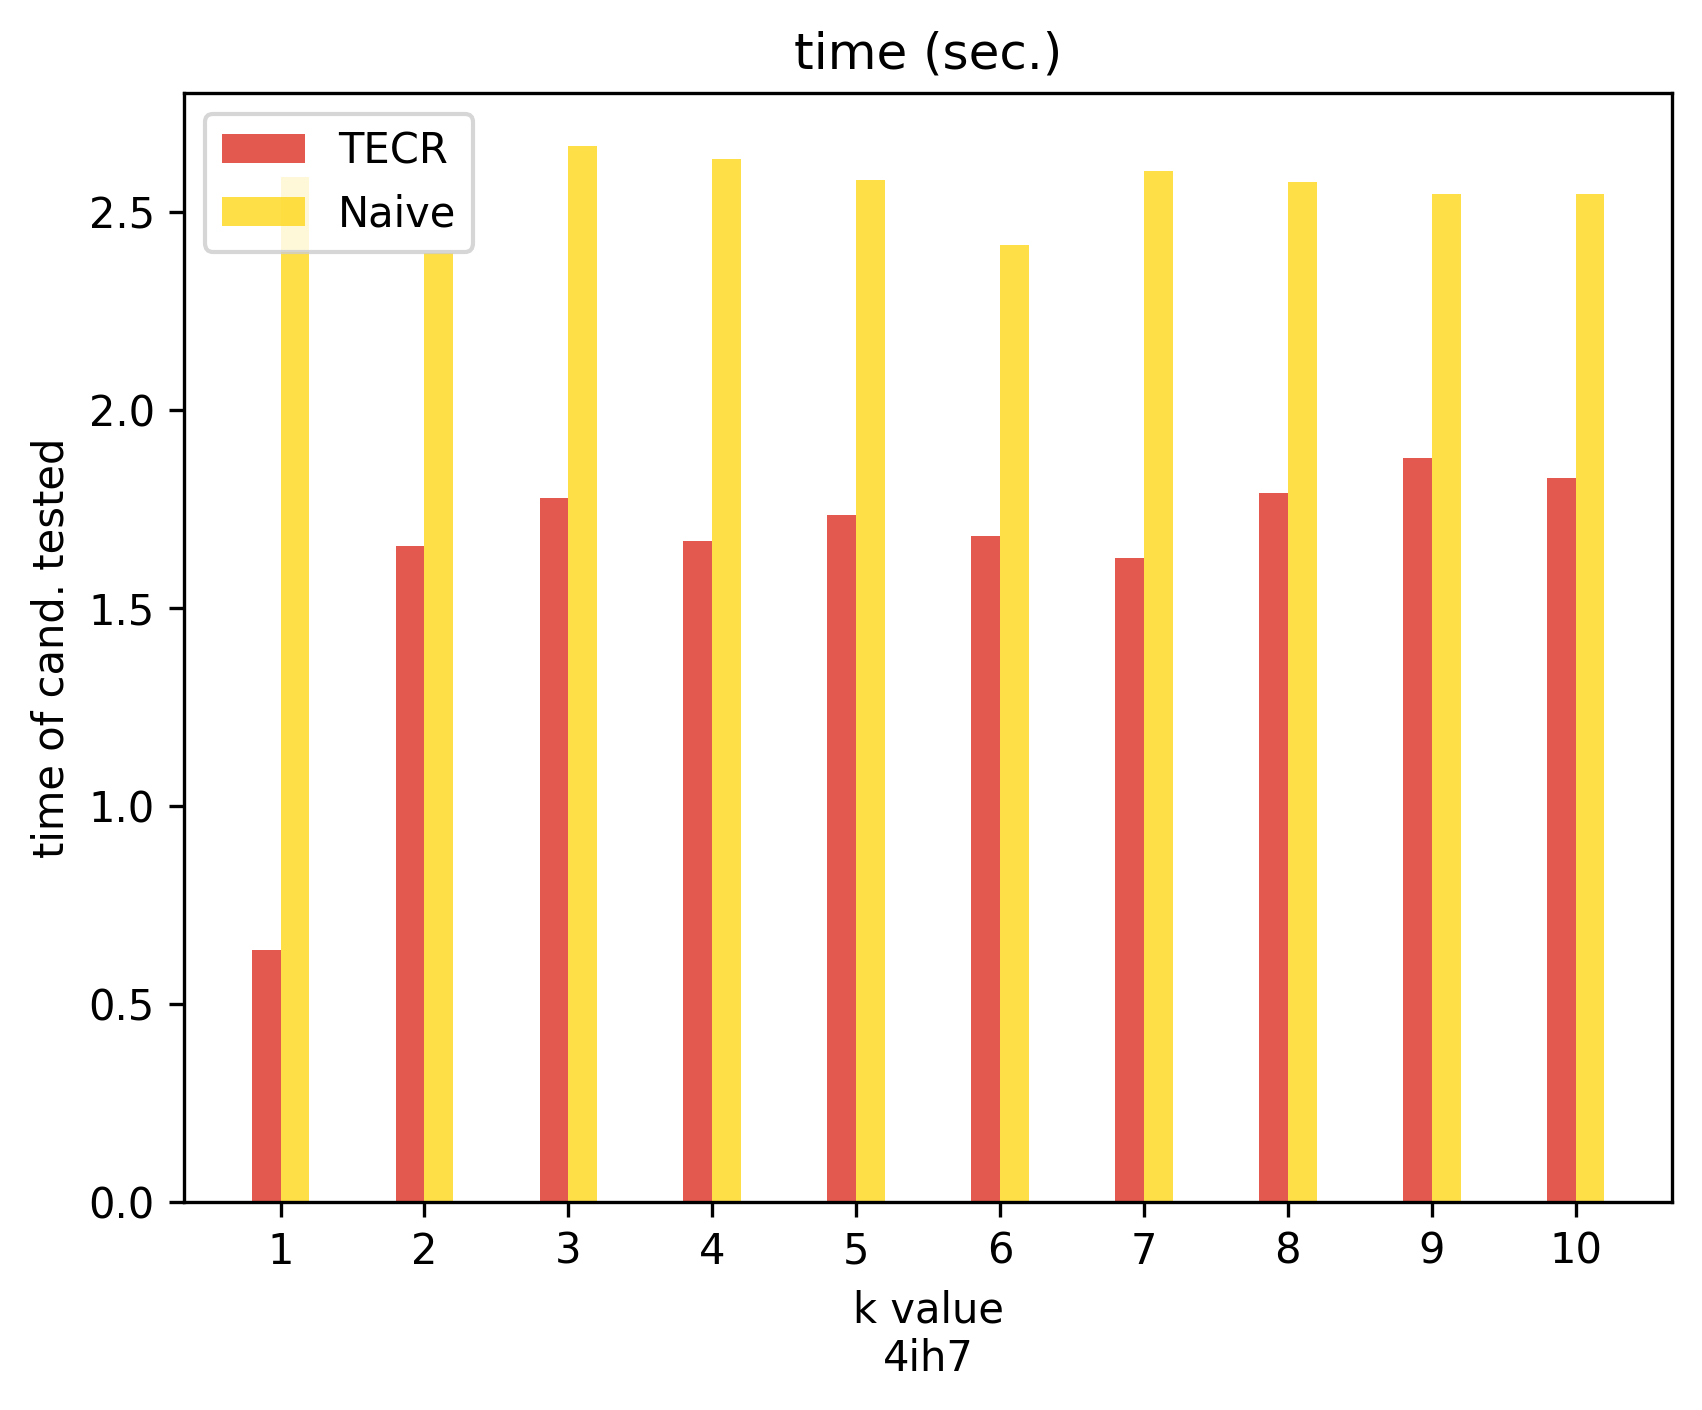 time (sec.)
TECR
Naive
time of cand. tested
2.5
2.0
1.5
1.0
0.5
0.0
1 2 3 4 5 6 7 8 9 10
k value
4ih7